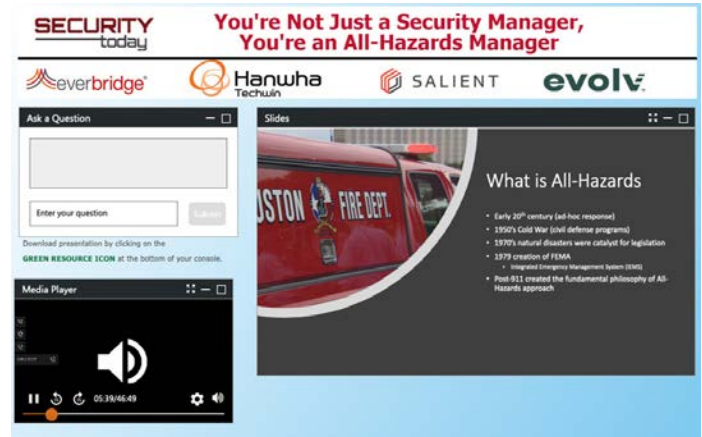 SECURITY
today
You're Not Just a Security Manager,
You're an All-Hazards Manager
everbridge®
Hanwha
Techwin
SALIENT
evolv
Ask a Question
Enter your question
Submit
Download presentation by clicking on the
GREEN RESOURCE ICON at the bottom of your console.
Media Player
05:39/46:49
Slides
USTON FIRE DEPT.
What is All-Hazards
• Early 20th century (ad-hoc response)
• 1950's Cold War (civil defense programs)
• 1970's natural disasters were catalyst for legislation
• 1979 creation of FEMA
• Integrated Emergency Management System (IEMS)
• Post-911 created the fundamental philosophy of All-
Hazards approach